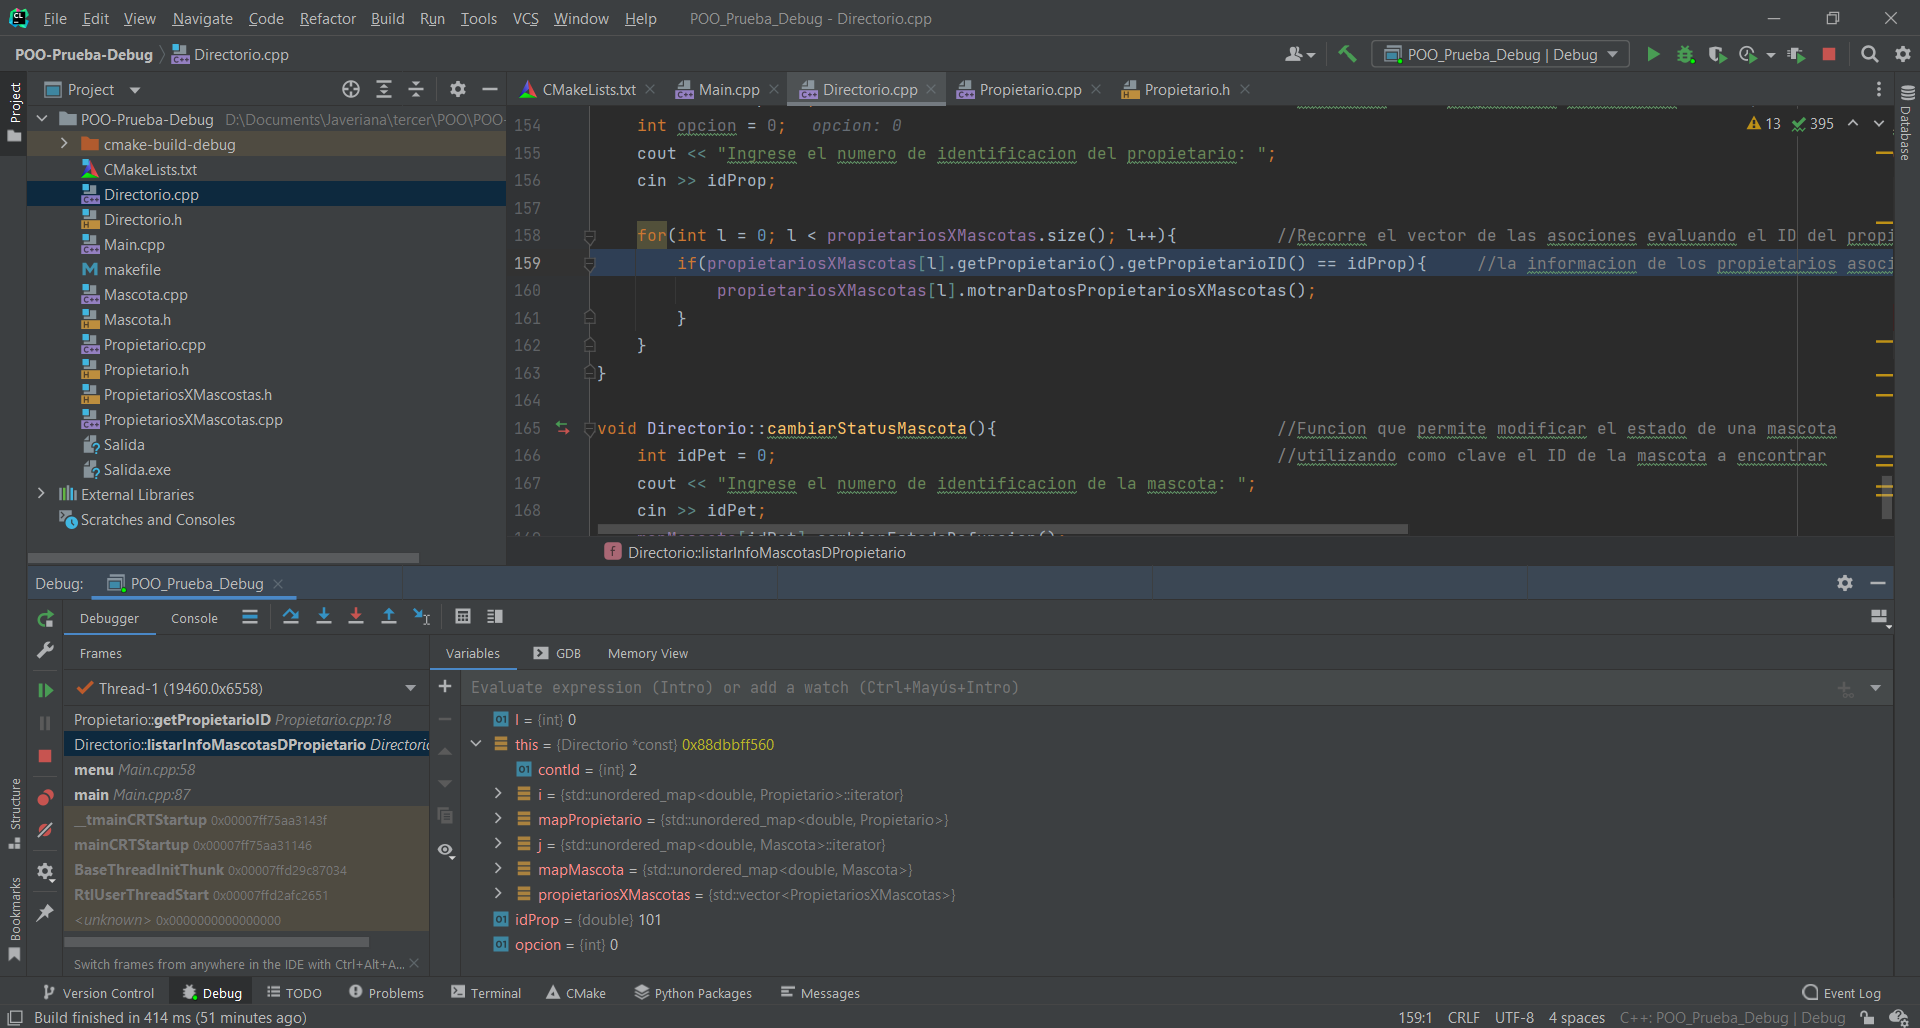 File Edit View Navigate Code Refactor Build Run Tools VCS Window Help POO_Prueba_Debug - Directorio.cpp
POO-Prueba-Debug Directorio.cpp POO_Prueba_Debug | Debug
Project
Project
CMakeLists.txt Main.cpp Directorio.cpp Propietario.cpp Propietario.h
POO-Prueba-Debug D:\Documents\Javeriana\tercer\POO\POO-
cmake-build-debug
CMakeLists.txt
Directorio.cpp
Directorio.h
Main.cpp
makefile
Mascota.cpp
Mascota.h
Propietario.cpp
Propietario.h
PropietariosXMascostas.h
PropietariosXMascotas.cpp
Salida
Salida.exe
External Libraries
Scratches and Consoles
13 395
Database
154 int opcion = 0; opcion: 0
155 cout << "Ingrese el numero de identificacion del propietario: ";
156 cin >> idProp;
157
158 for(int l = 0; l < propietariosXMascotas.size(); l++){ //Recorre el vector de las asociones evaluando el ID del propi
159 if(propietariosXMascotas[l].getPropietario().getPropietarioID() == idProp){ //la informacion de los propietarios asoci
160 propietariosXMascotas[l].motrarDatosPropietariosXMascotas();
161 }
162 }
163 }
164
165 void Directorio::cambiarStatusMascota(){ //Funcion que permite modificar el estado de una mascota
166 int idPet = 0; //utilizando como clave el ID de la mascota a encontrar
167 cout << "Ingrese el numero de identificacion de la mascota: ";
168 cin >> idPet;
Directorio::listarInfoMascotasDPropietario
Debug: POO_Prueba_Debug
Debugger Console
Frames
Variables GDB Memory View
Thread-1 (19460.0x6558)
Evaluate expression (Intro) or add a watch (Ctrl+Mayús+Intro)
Propietario::getPropietarioID Propietario.cpp:18
Directorio::listarInfoMascotasDPropietario Directorio
menu Main.cpp:58
main Main.cpp:87
__tmainCRTStartup 0x00007ff75aa3143f
mainCRTStartup 0x00007ff75aa31146
BaseThreadInitThunk 0x00007ffd29c87034
RtlUserThreadStart 0x00007ffd2afc2651
<unknown> 0x0000000000000000
Switch frames from anywhere in the IDE with Ctrl+Alt+A...
l = {int} 0
this = {Directorio *const} 0x88dbbff560
contId = {int} 2
i = {std::unordered_map<double, Propietario>::iterator}
mapPropietario = {std::unordered_map<double, Propietario>}
j = {std::unordered_map<double, Mascota>::iterator}
mapMascota = {std::unordered_map<double, Mascota>}
propietariosXMascotas = {std::vector<PropietariosXMascotas>}
idProp = {double} 101
opcion = {int} 0
Structure
Bookmarks
Version Control Debug TODO Problems Terminal CMake Python Packages Messages Event Log
Build finished in 414 ms (51 minutes ago) 159:1 CRLF UTF-8 4 spaces C++: POO_Prueba_Debug | Debug